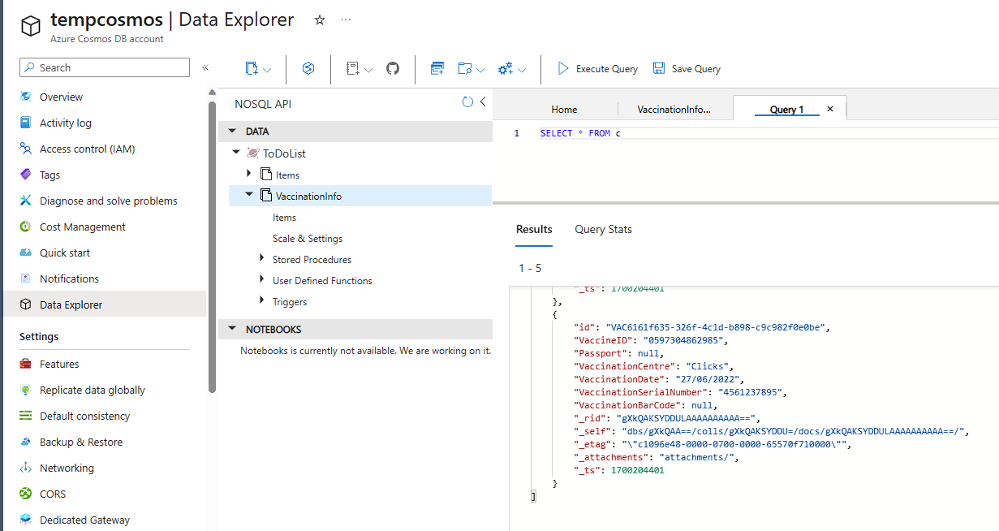 tempcosmos | Data Explorer
Azure Cosmos DB account
Search
Overview
Activity log
Access control (IAM)
Tags
Diagnose and solve problems
Cost Management
Quick start
Notifications
Data Explorer
Settings
Features
Replicate data globally
Default consistency
Backup & Restore
Networking
CORS
Dedicated Gateway
Execute Query
Save Query
NOSQL API
DATA
ToDoList
Items
VaccinationInfo
Items
Scale & Settings
Stored Procedures
User Defined Functions
Triggers
NOTEBOOKS
Notebooks is currently not available. We are working on it.
Home
VaccinationInfo...
Query 1
1 SELECT * FROM c
Results
Query Stats
1 - 5
"_ts": 1700204401
},
{
"id": "VAC6161f635-326f-4c1d-b898-c9c982f0e0be",
"VaccineID": "0597304862985",
"Passport": null,
"VaccinationCentre": "Clicks",
"VaccinationDate": "27/06/2022",
"VaccinationSerialNumber": "4561237895",
"VaccinationBarCode": null,
"_rid": "gXkQAKSYDDULAAAAAAAAAA==",
"_self": "dbs/gXkQAA==/colls/gXkQAKSYDDU=/docs/gXkQAKSYDDULAAAAAAAAAA==/",
"_etag": "\"c1096e48-0000-0700-0000-65570f710000\"",
"_attachments": "attachments/",
"_ts": 1700204401
}
]